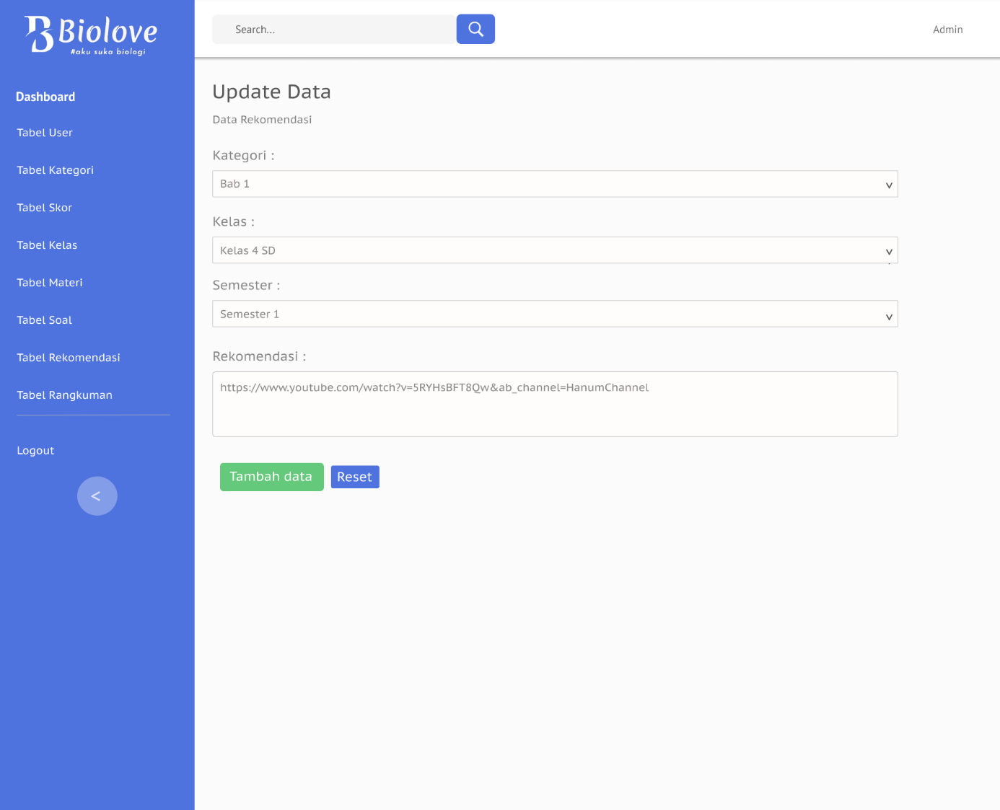 Biolove
#aku suka biologi
Dashboard
Tabel User
Tabel Kategori
Tabel Skor
Tabel Kelas
Tabel Materi
Tabel Soal
Tabel Rekomendasi
Tabel Rangkuman
Logout
<
Search...
Admin
Update Data
Data Rekomendasi
Kategori :
Bab 1
Kelas :
Kelas 4 SD
Semester :
Semester 1
Rekomendasi :
https://www.youtube.com/watch?v=5RYHsBFT8Qw&ab_channel=HanumChannel
Tambah data
Reset